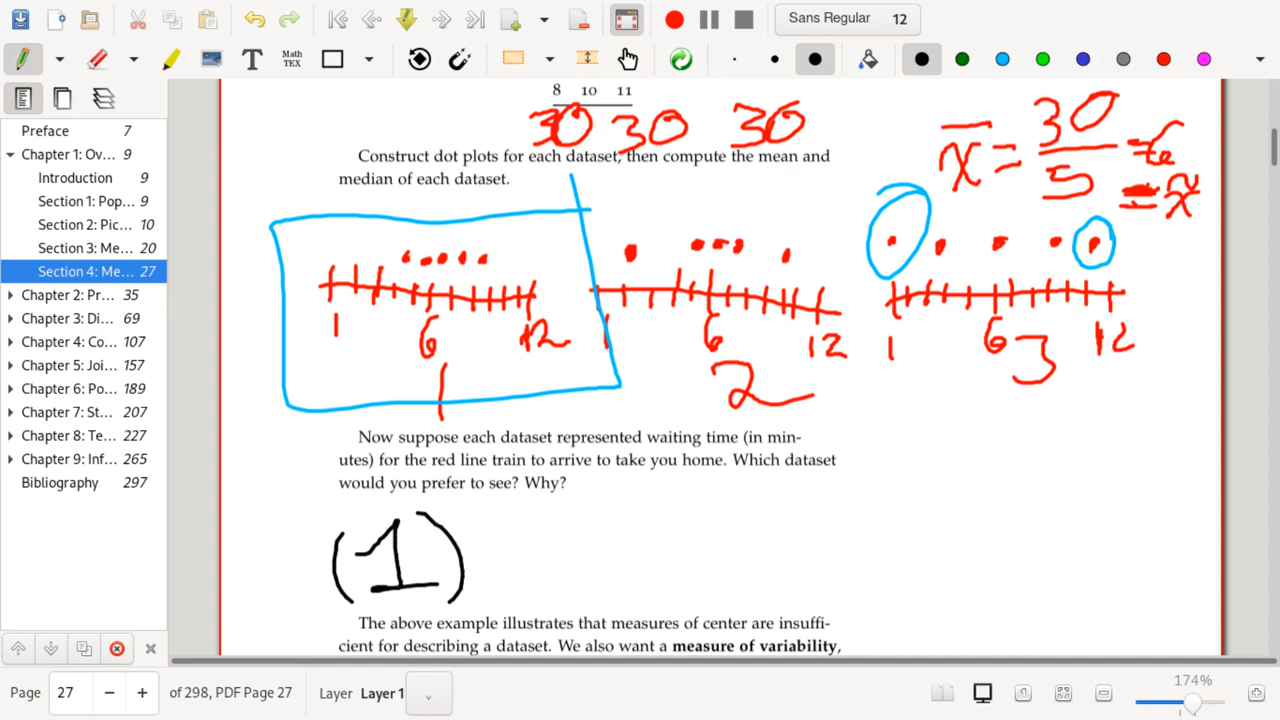 Sans Regular 12
Math
TEX
Preface 7
Chapter 1: Ov... 9
Introduction 9
Section 1: Pop... 9
Section 2: Pic... 10
Section 3: Me... 20
Section 4: Me... 27
Chapter 2: Pr... 35
Chapter 3: Di... 69
Chapter 4: Co... 107
Chapter 5: Joi... 157
Chapter 6: Po... 189
Chapter 7: St... 207
Chapter 8: Te... 227
Chapter 9: Inf... 265
Bibliography 297
8 10 11
30 30 30
Construct dot plots for each dataset, then compute the mean and
median of each dataset.
x̄ = 30/5 = 6
= x̃
1 6 12
1 6 12
1 6 12
1 2 3
Now suppose each dataset represented waiting time (in min-
utes) for the red line train to arrive to take you home. Which dataset
would you prefer to see? Why?
(1)
The above example illustrates that measures of center are insuffi-
cient for describing a dataset. We also want a measure of variability,
Page 27 of 298, PDF Page 27 Layer Layer 1 174%